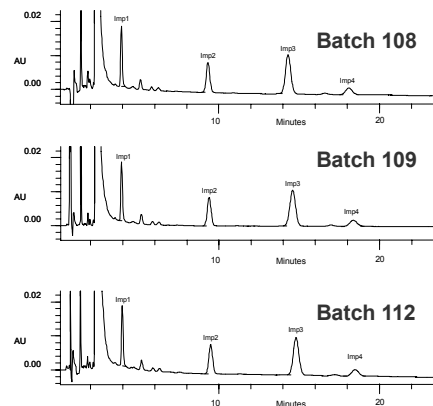 0.02
AU
0.00
Imp1
Imp2
Imp3
Imp4
Batch 108
10
20
Minutes
0.02
AU
0.00
Imp1
Imp2
Imp3
Imp4
Batch 109
10
20
Minutes
0.02
AU
0.00
Imp1
Imp2
Imp3
Imp4
Batch 112
10
20
Minutes